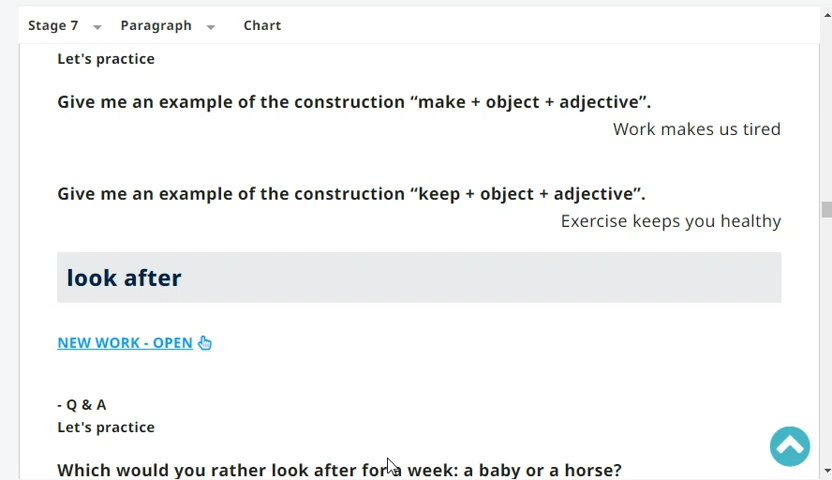 Stage 7 Paragraph Chart
Let's practice
Give me an example of the construction “make + object + adjective”.
Work makes us tired
Give me an example of the construction “keep + object + adjective”.
Exercise keeps you healthy
look after
NEW WORK - OPEN
- Q & A
Let's practice
Which would you rather look after for a week: a baby or a horse?